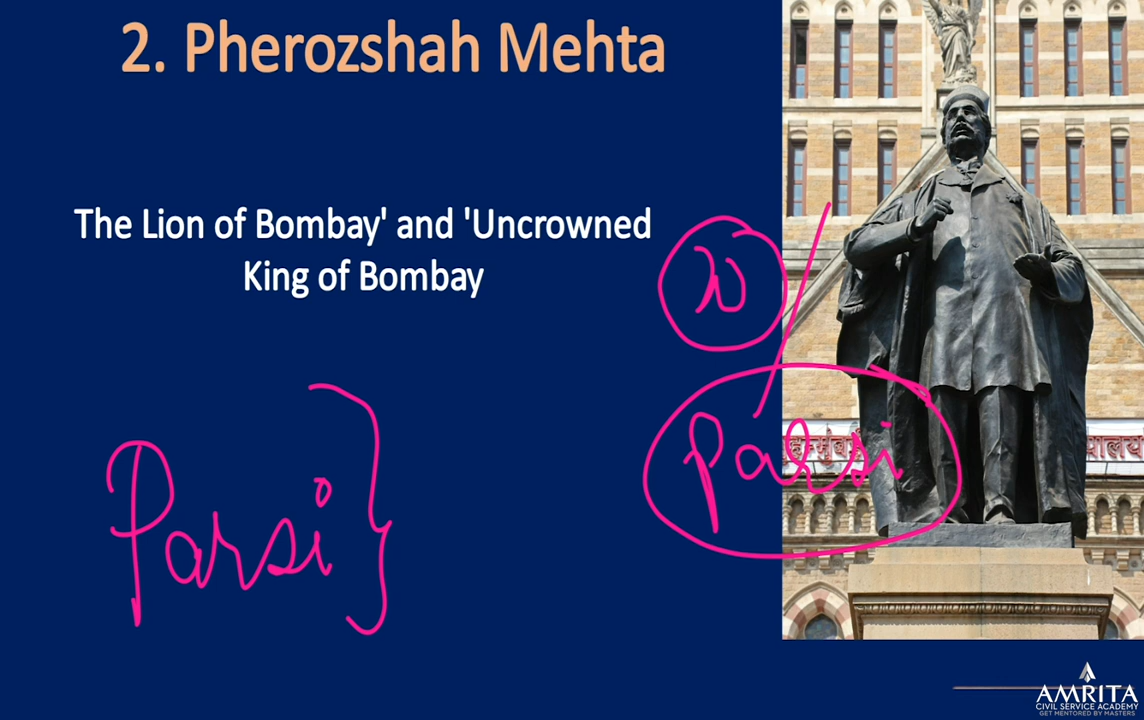 2. Pherozshah Mehta
The Lion of Bombay' and 'Uncrowned
King of Bombay
Parsi
Parsi
AMRITA
CIVIL SERVICE ACADEMY
GET MENTORED BY MASTERS